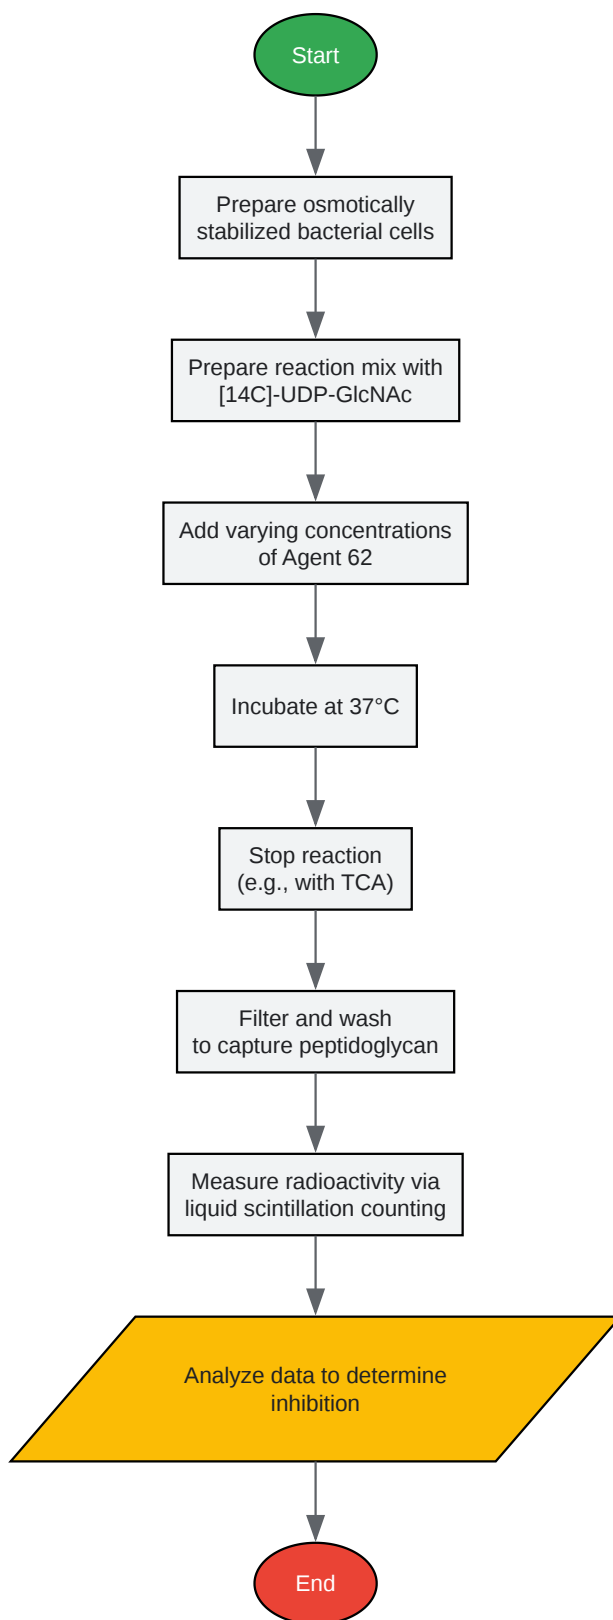 Start
Prepare osmotically
stabilized bacterial cells
Prepare reaction mix with
[14C]-UDP-GlcNAc
Add varying concentrations
of Agent 62
Incubate at 37°C
Stop reaction
(e.g., with TCA)
Filter and wash
to capture peptidoglycan
Measure radioactivity via
liquid scintillation counting
Analyze data to determine
inhibition
End